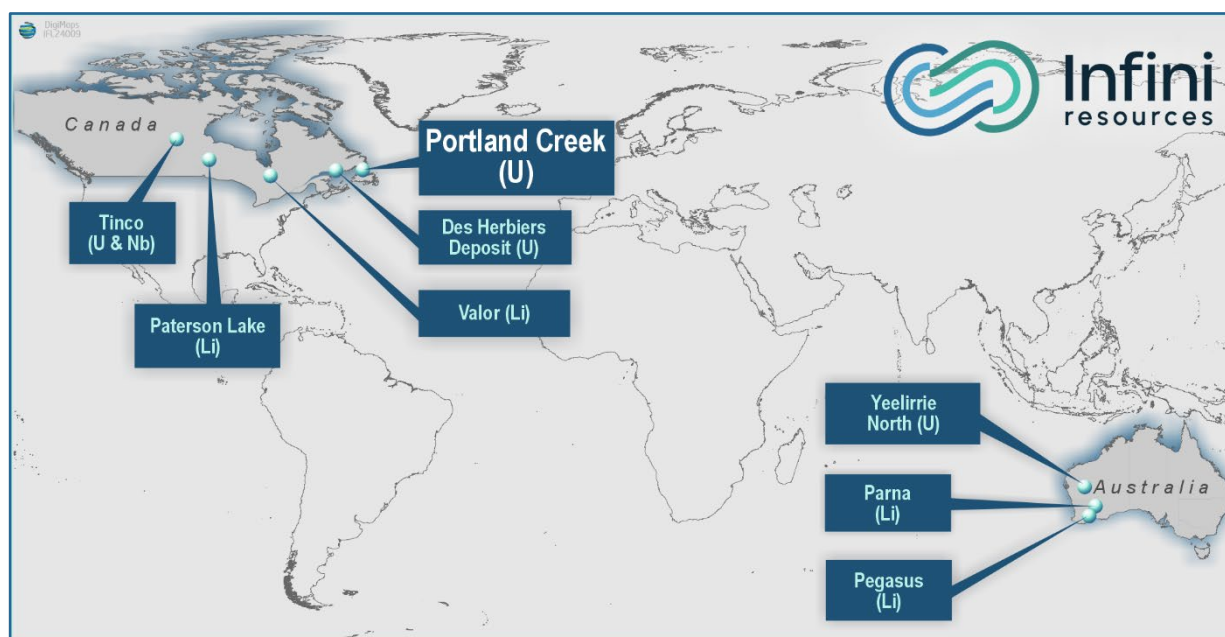 DigiMaps
IFL24009
Infini
resources
Canada
Portland Creek
(U)
Tinco
(U & Nb)
Des Herbiers
Deposit (U)
Paterson Lake
(Li)
Valor (Li)
Yeelirrie
North (U)
Australia
Parna
(Li)
Pegasus
(Li)